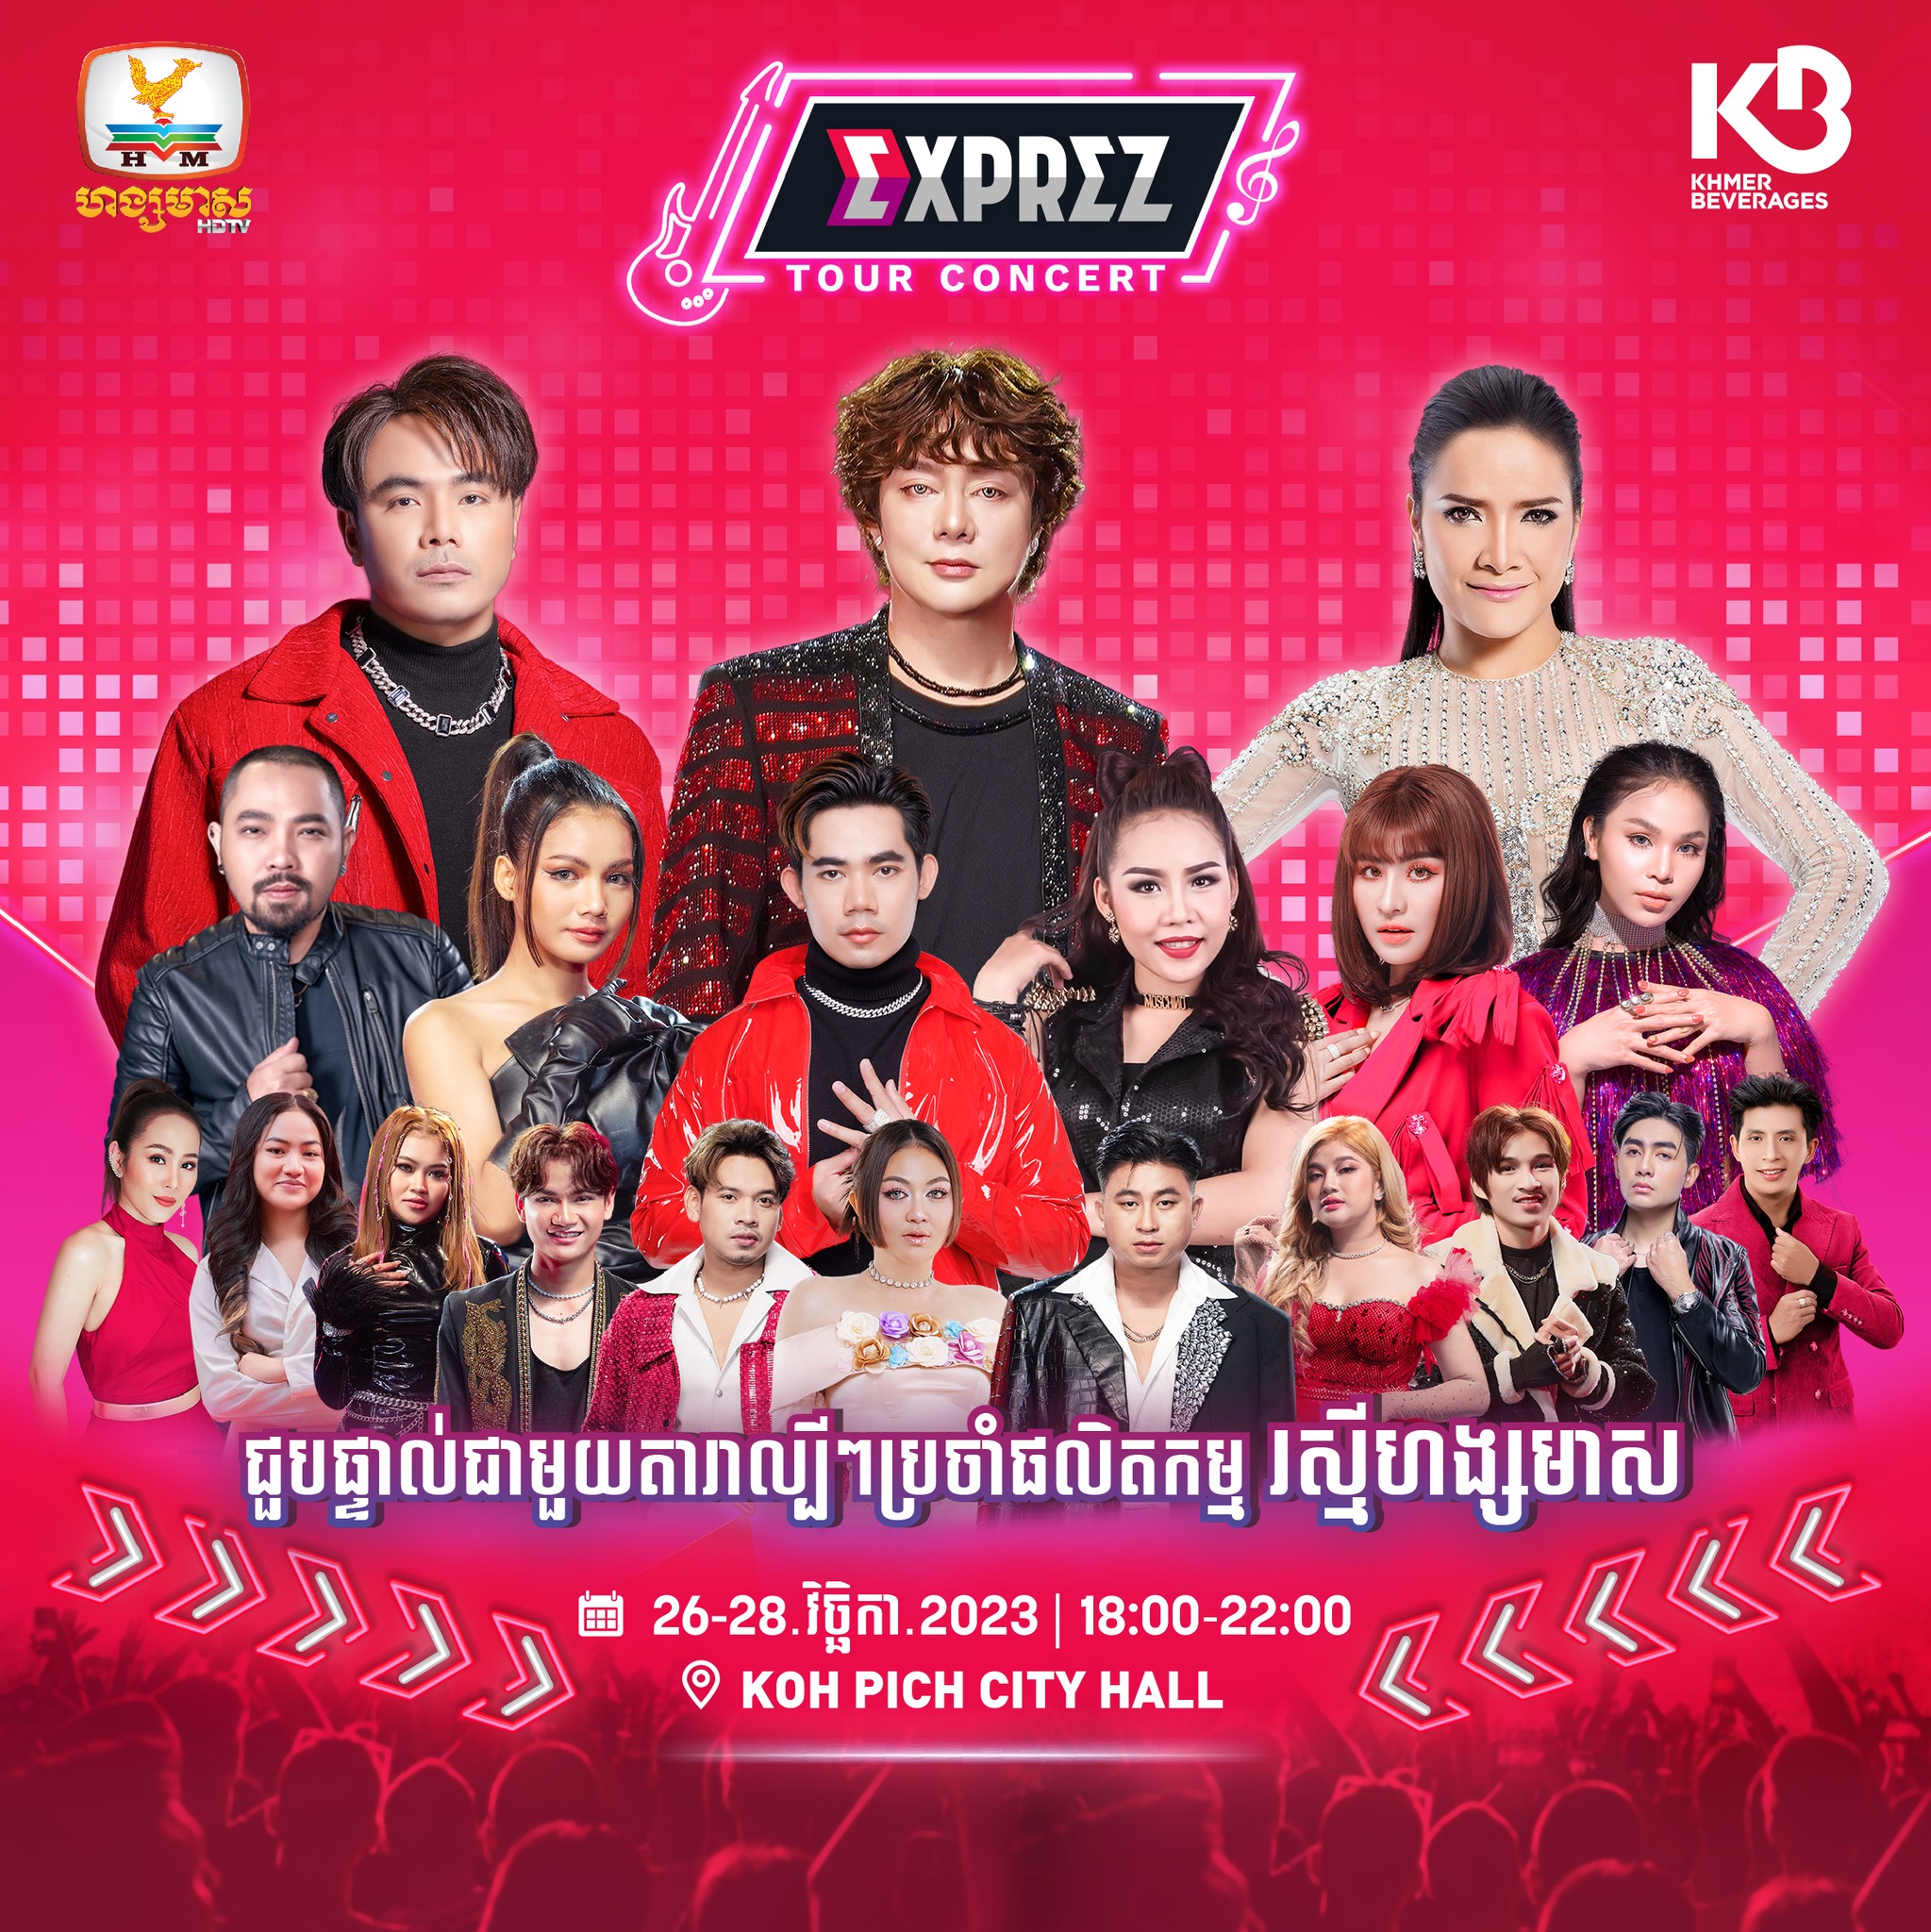 HM
ហង្សមាស
HDTV
EXPREZ
TOUR CONCERT
KB
KHMER
BEVERAGES
MOSCHINO
ជួបផ្ទាល់ជាមួយតារាល្បីៗប្រចាំផលិតកម្ម រស្មីហង្សមាស
26-28.វិច្ឆិកា.2023 | 18:00-22:00
KOH PICH CITY HALL